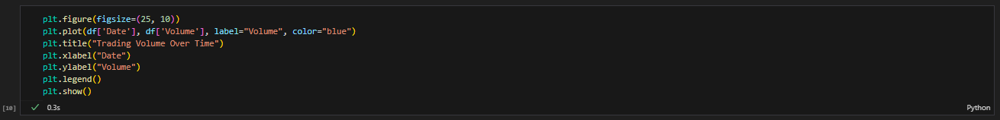 plt.figure(figsize=(25, 10))
plt.plot(df['Date'], df['Volume'], label="Volume", color="blue")
plt.title("Trading Volume Over Time")
plt.xlabel("Date")
plt.ylabel("Volume")
plt.legend()
plt.show()
[10] ✓ 0.3s Python